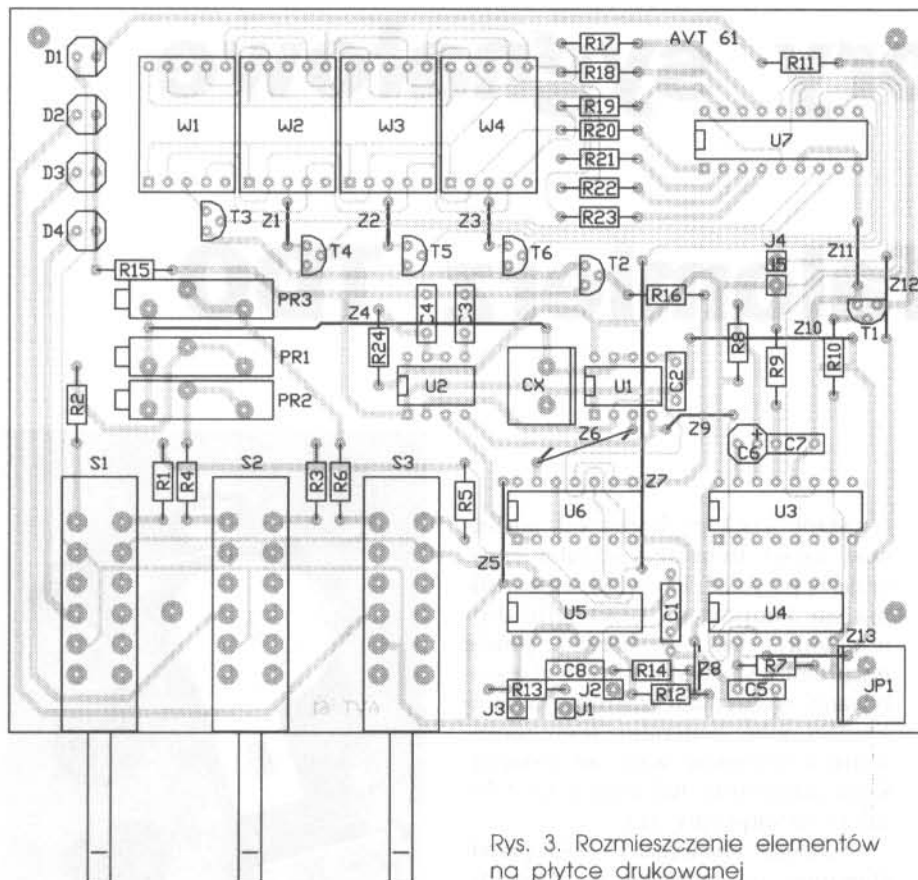 AVT 61
D1
D2
D3
D4
W1
W2
W3
W4
R17
R18
R19
R20
R21
R22
R23
R11
U7
T3
Z1
T4
Z2
T5
Z3
T6
T2
J4
J5
Z11
Z12
T1
R15
PR3
PR1
PR2
R2
Z4
R24
C4
C3
U2
CX
U1
C2
R16
R8
R9
Z10
R10
Z9
C6
+
C7
Z6
Z7
S1
S2
S3
R1
R4
R3
R6
R5
Z5
U6
U3
U5
U4
C1
C8
R14
R13
J2
R12
J3
J1
Z8
R7
C5
Z13
JP1
Rys. 3. Rozmieszczenie elementów
na płytce drukowanej